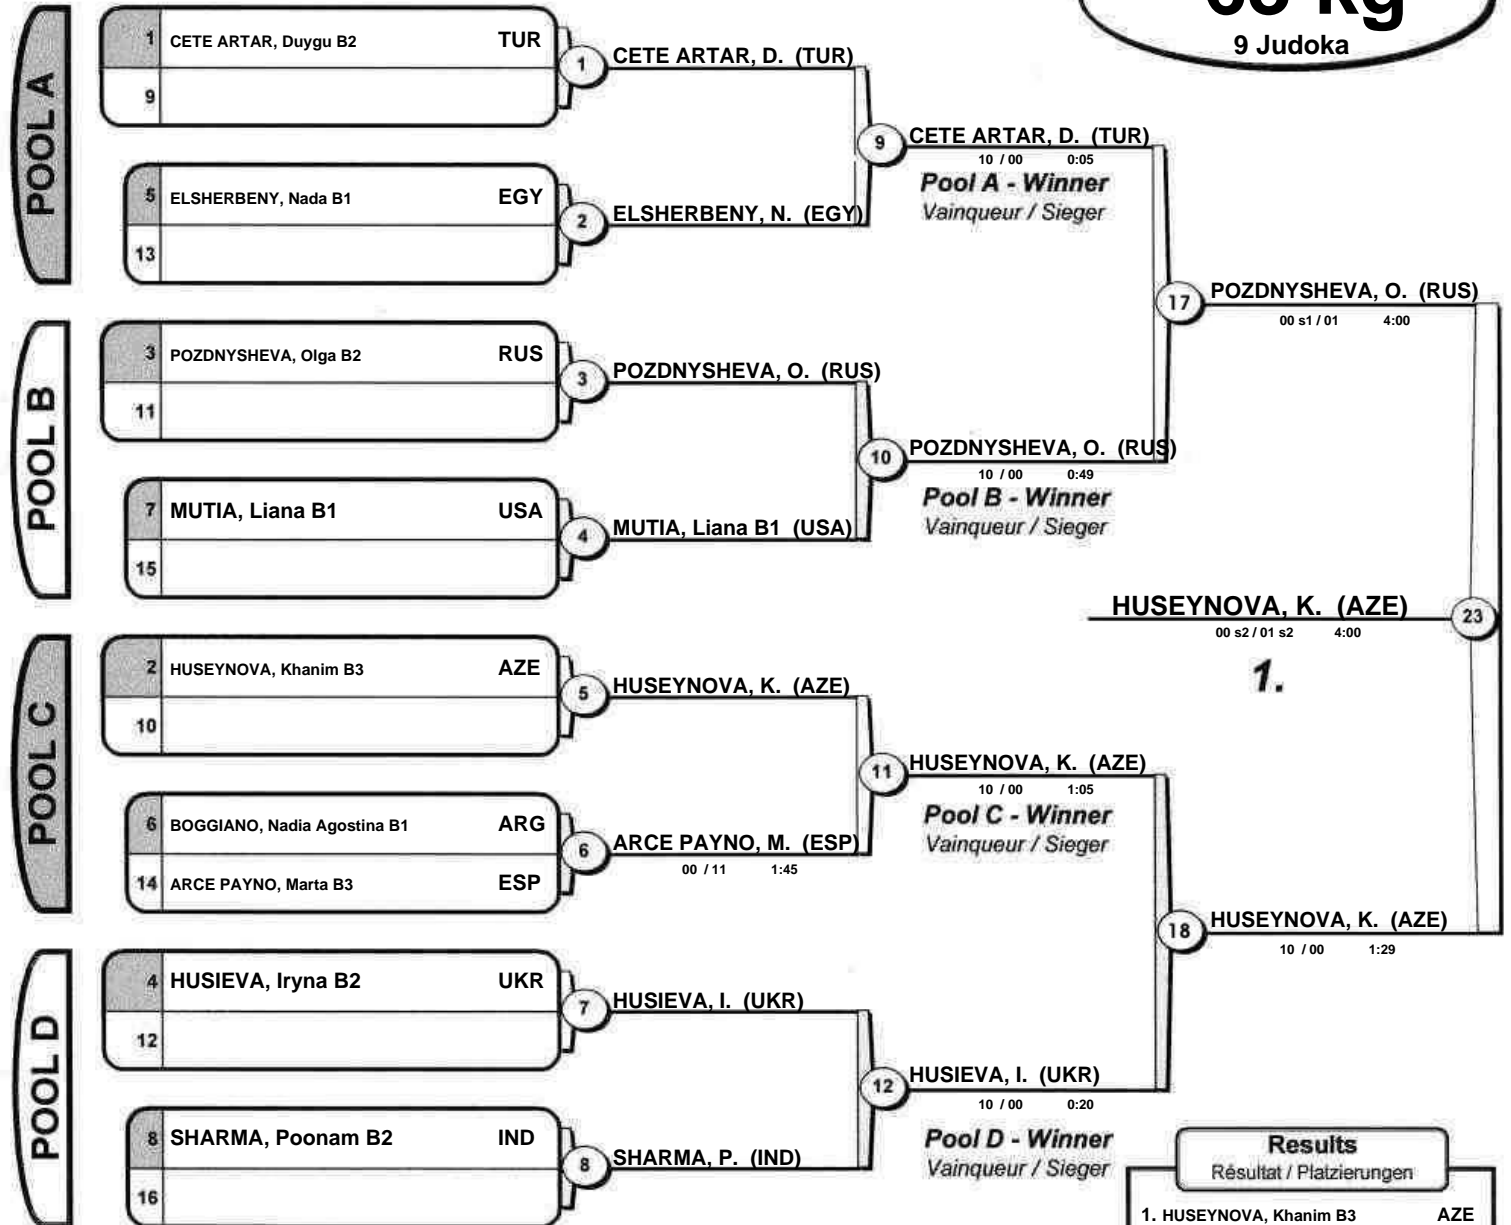 9 Judoka
POOL A
1 CETE ARTAR, Duygu B2 TUR
9
1 CETE ARTAR, D. (TUR)
5 ELSHERBENY, Nada B1 EGY
13
2 ELSHERBENY, N. (EGY)
9 CETE ARTAR, D. (TUR)
10 / 00 0:05
Pool A - Winner
Vainqueur / Sieger
17 POZDNYSHEVA, O. (RUS)
00 s1 / 01 4:00
POOL B
3 POZDNYSHEVA, Olga B2 RUS
11
3 POZDNYSHEVA, O. (RUS)
7 MUTIA, Liana B1 USA
15
4 MUTIA, Liana B1 (USA)
10 POZDNYSHEVA, O. (RUS)
10 / 00 0:49
Pool B - Winner
Vainqueur / Sieger
HUSEYNOVA, K. (AZE) 23
00 s2 / 01 s2 4:00
1.
POOL C
2 HUSEYNOVA, Khanim B3 AZE
10
5 HUSEYNOVA, K. (AZE)
6 BOGGIANO, Nadia Agostina B1 ARG
14 ARCE PAYNO, Marta B3 ESP
6 ARCE PAYNO, M. (ESP)
00 / 11 1:45
11 HUSEYNOVA, K. (AZE)
10 / 00 1:05
Pool C - Winner
Vainqueur / Sieger
18 HUSEYNOVA, K. (AZE)
10 / 00 1:29
POOL D
4 HUSIEVA, Iryna B2 UKR
12
7 HUSIEVA, I. (UKR)
8 SHARMA, Poonam B2 IND
16
8 SHARMA, P. (IND)
12 HUSIEVA, I. (UKR)
10 / 00 0:20
Pool D - Winner
Vainqueur / Sieger
Results
Résultat / Platzierungen
1. HUSEYNOVA, Khanim B3 AZE